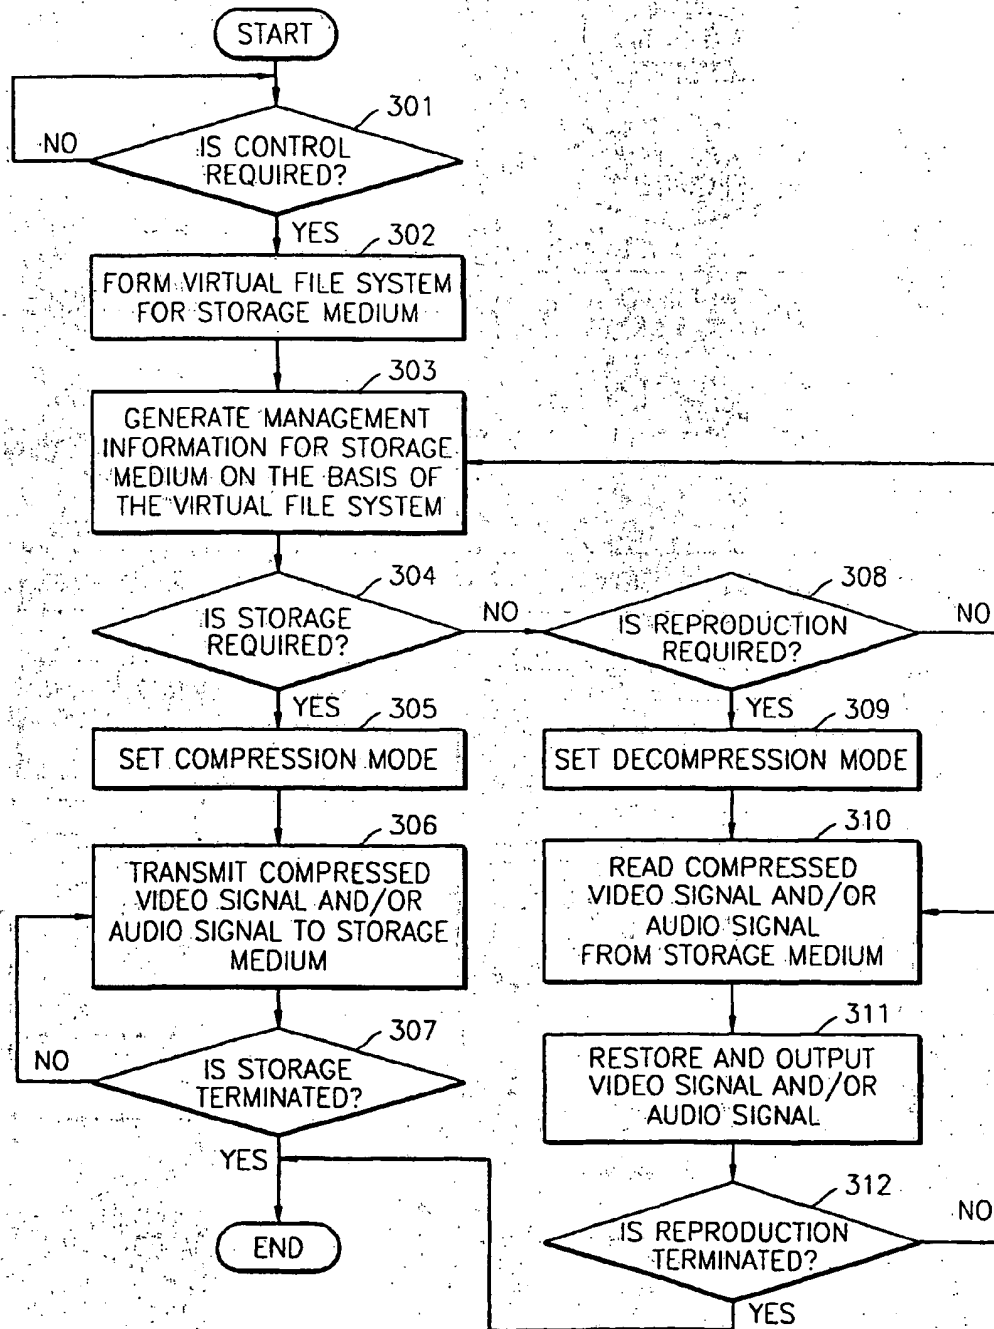 START
301
IS CONTROL
REQUIRED?
NO
YES
302
FORM VIRTUAL FILE SYSTEM
FOR STORAGE MEDIUM
303
GENERATE MANAGEMENT
INFORMATION FOR STORAGE
MEDIUM ON THE BASIS OF
THE VIRTUAL FILE SYSTEM
304
IS STORAGE
REQUIRED?
NO
YES
305
SET COMPRESSION MODE
306
TRANSMIT COMPRESSED
VIDEO SIGNAL AND/OR
AUDIO SIGNAL TO STORAGE
MEDIUM
307
IS STORAGE
TERMINATED?
NO
YES
END
308
IS REPRODUCTION
REQUIRED?
NO
YES
309
SET DECOMPRESSION MODE
310
READ COMPRESSED
VIDEO SIGNAL AND/OR
AUDIO SIGNAL
FROM STORAGE MEDIUM
311
RESTORE AND OUTPUT
VIDEO SIGNAL AND/OR
AUDIO SIGNAL
312
IS REPRODUCTION
TERMINATED?
NO
YES